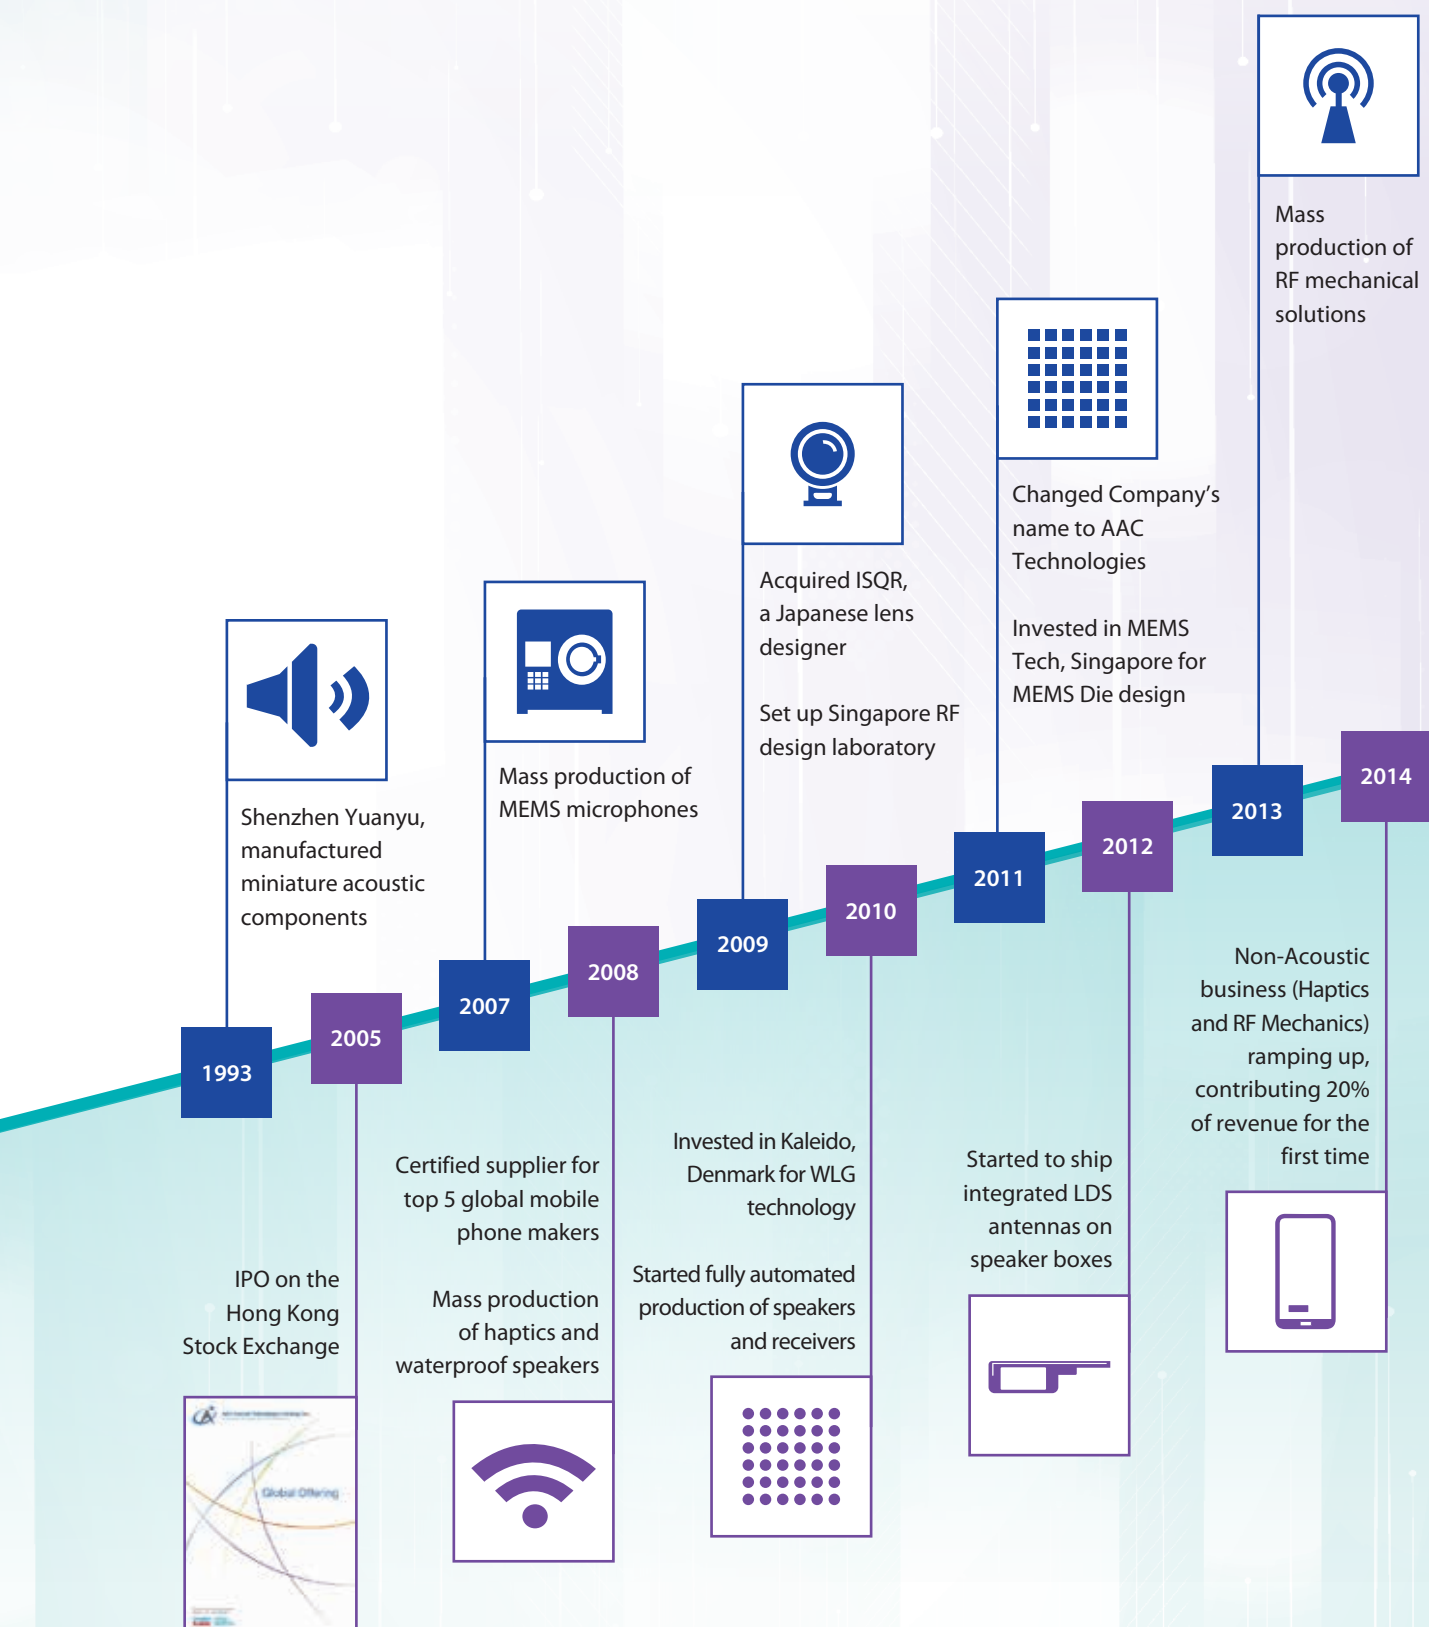 Mass
production of
RF mechanical
solutions
Changed Company’s
name to AAC
Technologies
Invested in MEMS
Tech, Singapore for
MEMS Die design
Acquired ISQR,
a Japanese lens
designer
Set up Singapore RF
design laboratory
Mass production of
MEMS microphones
Shenzhen Yuanyu,
manufactured
miniature acoustic
components
1993
2005
2007
2008
2009
2010
2011
2012
2013
2014
IPO on the
Hong Kong
Stock Exchange
Global Offering
Certified supplier for
top 5 global mobile
phone makers
Mass production
of haptics and
waterproof speakers
Invested in Kaleido,
Denmark for WLG
technology
Started fully automated
production of speakers
and receivers
Started to ship
integrated LDS
antennas on
speaker boxes
Non-Acoustic
business (Haptics
and RF Mechanics)
ramping up,
contributing 20%
of revenue for the
first time